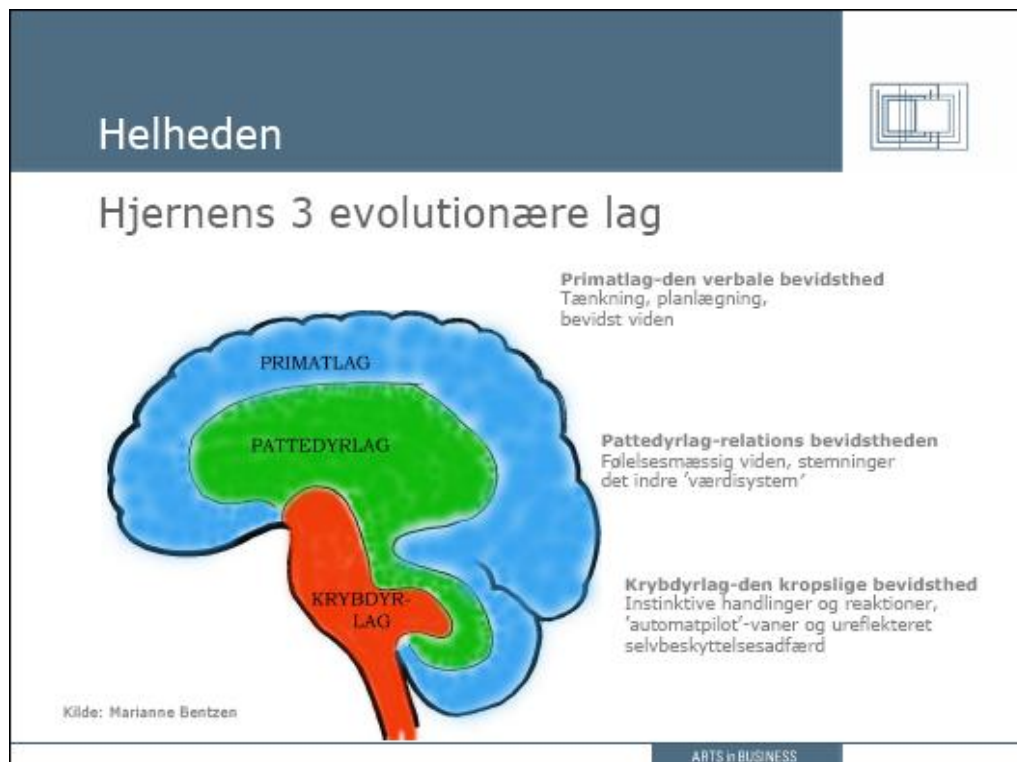 Helheden
Hjernens 3 evolutionære lag
Primatlag-den verbale bevidsthed
Tænkning, planlægning,
bevidst viden
PRIMATLAG
PATTEDYRLAG
Pattedyrlag-relations bevidstheden
Følelsesmæssig viden, stemninger
det indre ’værdisystem’
KRYBDYR-
LAG
Krybdyrlag-den kropslige bevidsthed
Instinktive handlinger og reaktioner,
’automatpilot’-vaner og ureflekteret
selvbeskyttelsesadfærd
Kilde: Marianne Bentzen
ARTS in BUSINESS